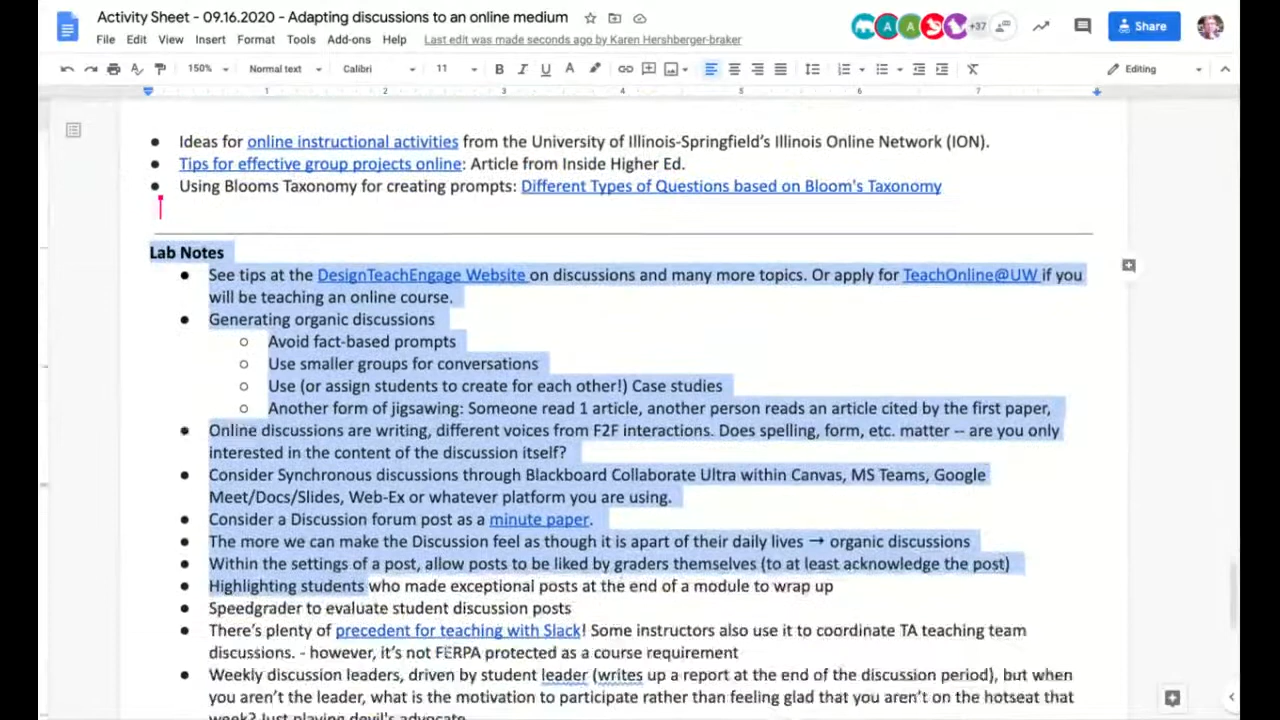 Activity Sheet - 09.16.2020 - Adapting discussions to an online medium
A
A
+37
Share
File Edit View Insert Format Tools Add-ons Help Last edit was made seconds ago by Karen Hershberger-braker
150% Normal text Calibri 11 B I U A Editing
1 2 3 4 5 6 7
● Ideas for online instructional activities from the University of Illinois-Springfield's Illinois Online Network (ION).
● Tips for effective group projects online: Article from Inside Higher Ed.
● Using Blooms Taxonomy for creating prompts: Different Types of Questions based on Bloom's Taxonomy
Lab Notes
● See tips at the DesignTeachEngage Website on discussions and many more topics. Or apply for TeachOnline@UW if you
will be teaching an online course.
● Generating organic discussions
○ Avoid fact-based prompts
○ Use smaller groups for conversations
○ Use (or assign students to create for each other!) Case studies
○ Another form of jigsawing: Someone read 1 article, another person reads an article cited by the first paper,
● Online discussions are writing, different voices from F2F interactions. Does spelling, form, etc. matter -- are you only
interested in the content of the discussion itself?
● Consider Synchronous discussions through Blackboard Collaborate Ultra within Canvas, MS Teams, Google
Meet/Docs/Slides, Web-Ex or whatever platform you are using.
● Consider a Discussion forum post as a minute paper.
● The more we can make the Discussion feel as though it is apart of their daily lives → organic discussions
● Within the settings of a post, allow posts to be liked by graders themselves (to at least acknowledge the post)
● Highlighting students who made exceptional posts at the end of a module to wrap up
● Speedgrader to evaluate student discussion posts
● There's plenty of precedent for teaching with Slack! Some instructors also use it to coordinate TA teaching team
discussions. - however, it's not FERPA protected as a course requirement
● Weekly discussion leaders, driven by student leader (writes up a report at the end of the discussion period), but when
you aren't the leader, what is the motivation to participate rather than feeling glad that you aren't on the hotseat that
week? Just playing devil's advocate